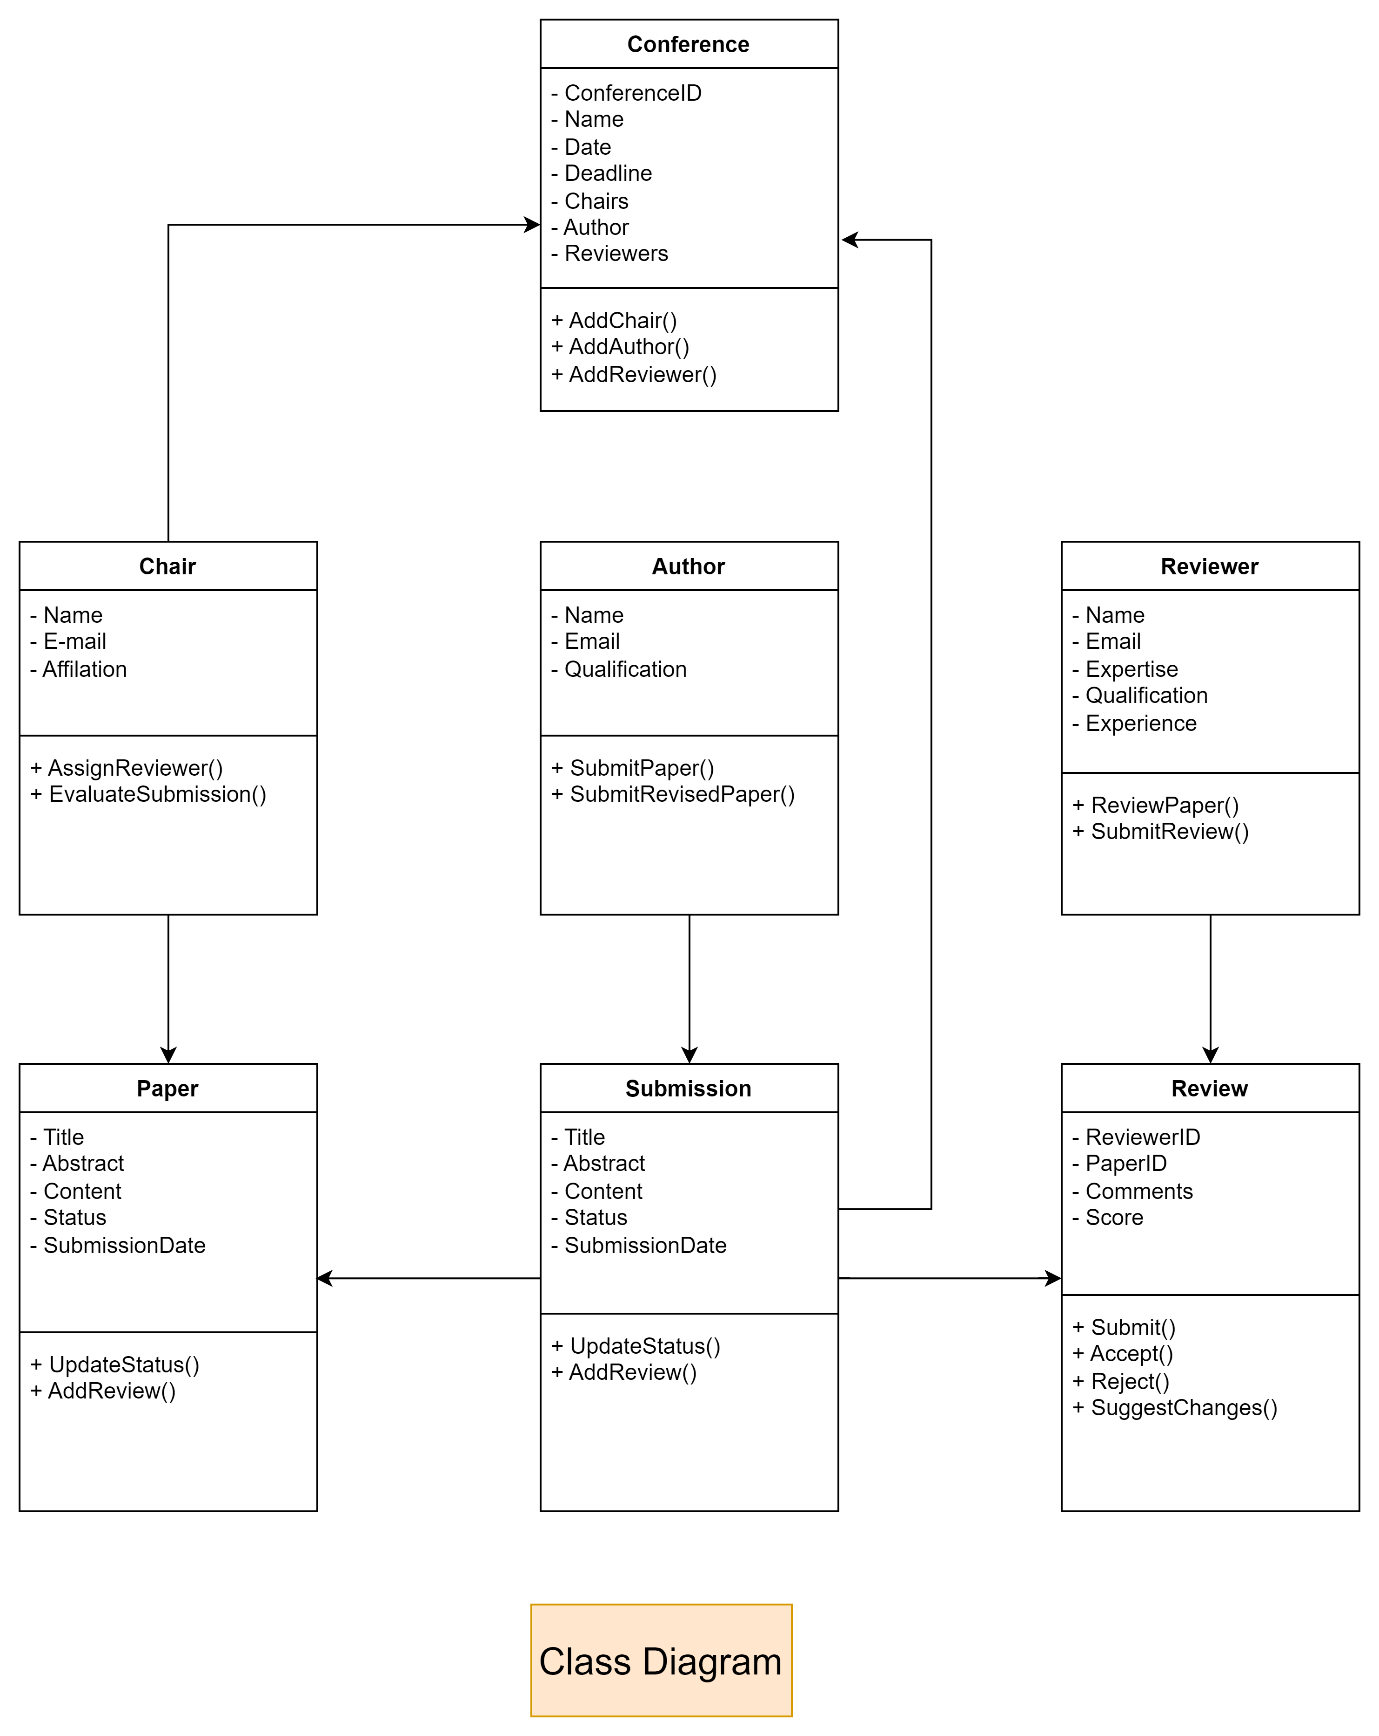 Conference
- ConferenceID
- Name
- Date
- Deadline
- Chairs
- Author
- Reviewers
+ AddChair()
+ AddAuthor()
+ AddReviewer()
Chair
- Name
- E-mail
- Affilation
+ AssignReviewer()
+ EvaluateSubmission()
Author
- Name
- Email
- Qualification
+ SubmitPaper()
+ SubmitRevisedPaper()
Reviewer
- Name
- Email
- Expertise
- Qualification
- Experience
+ ReviewPaper()
+ SubmitReview()
Paper
- Title
- Abstract
- Content
- Status
- SubmissionDate
+ UpdateStatus()
+ AddReview()
Submission
- Title
- Abstract
- Content
- Status
- SubmissionDate
+ UpdateStatus()
+ AddReview()
Review
- ReviewerID
- PaperID
- Comments
- Score
+ Submit()
+ Accept()
+ Reject()
+ SuggestChanges()
Class Diagram